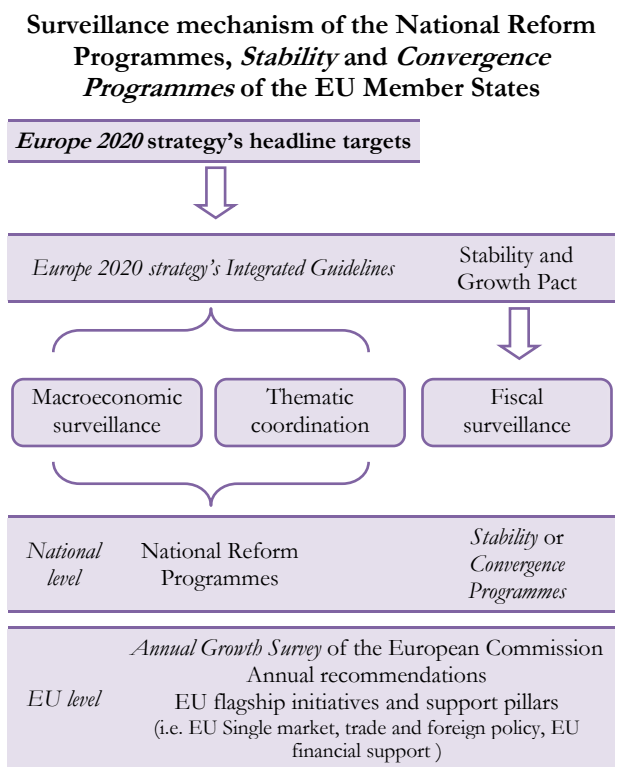 Surveillance mechanism of the National Reform
Programmes, Stability and Convergence
Programmes of the EU Member States
Europe 2020 strategy’s headline targets
Europe 2020 strategy’s Integrated Guidelines
Stability and
Growth Pact
Macroeconomic
surveillance
Thematic
coordination
Fiscal
surveillance
National
level
National Reform
Programmes
Stability or
Convergence
Programmes
EU level
Annual Growth Survey of the European Commission
Annual recommendations
EU flagship initiatives and support pillars
(i.e. EU Single market, trade and foreign policy, EU
financial support )